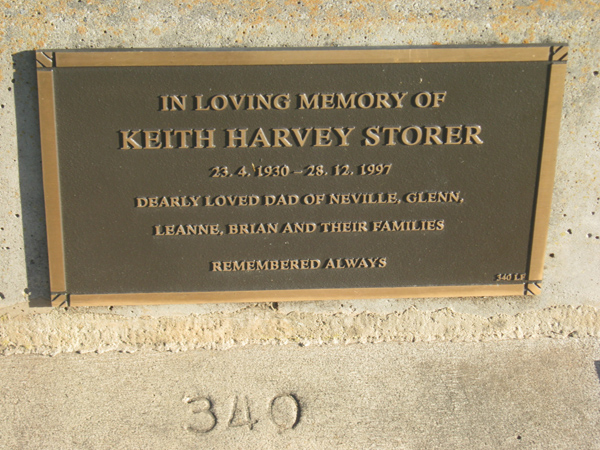 IN LOVING MEMORY OF
KEITH HARVEY STORER
23. 4. 1930 – 28. 12. 1997
DEARLY LOVED DAD OF NEVILLE, GLENN,
LEANNE, BRIAN AND THEIR FAMILIES
REMEMBERED ALWAYS
340 LF
340